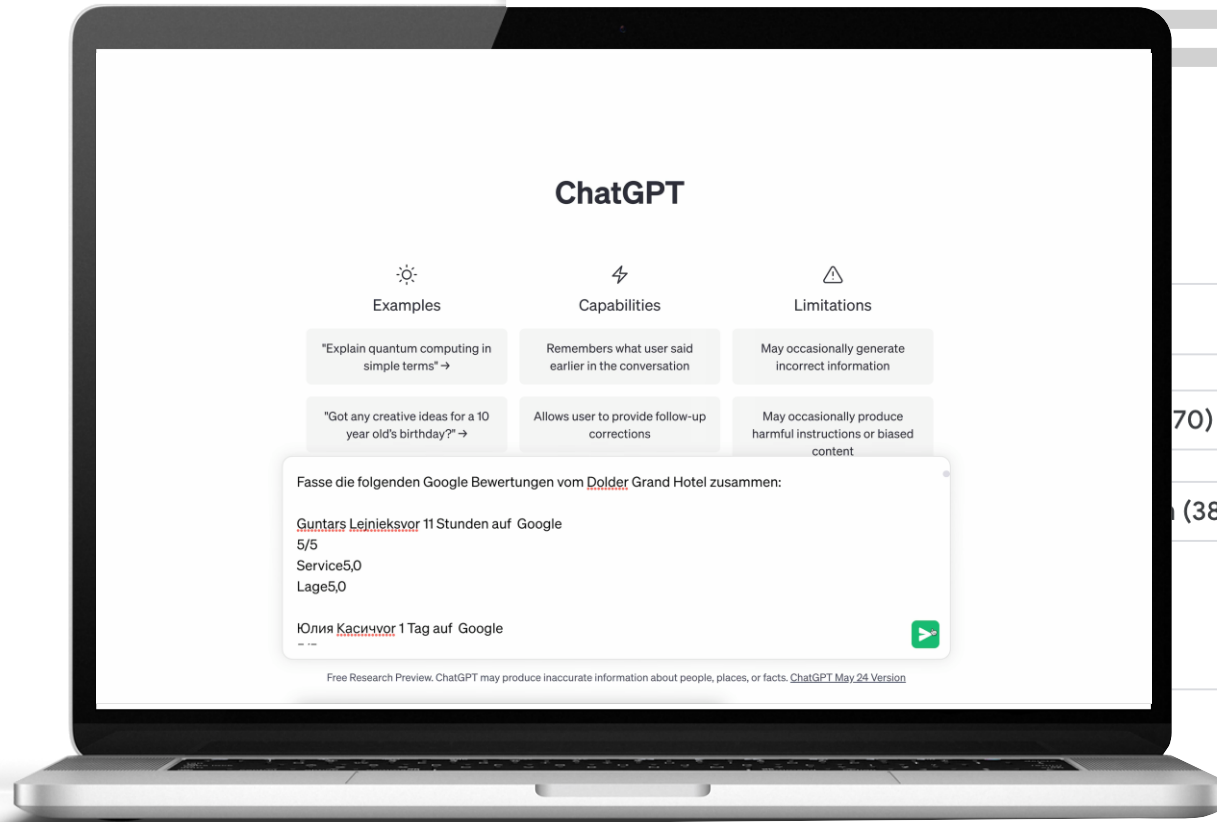 ChatGPT
Examples
Capabilities
Limitations
"Explain quantum computing in
simple terms" →
Remembers what user said
earlier in the conversation
May occasionally generate
incorrect information
"Got any creative ideas for a 10
year old's birthday?" →
Allows user to provide follow-up
corrections
May occasionally produce
harmful instructions or biased
content
Fasse die folgenden Google Bewertungen vom Dolder Grand Hotel zusammen:
Guntars Lejnieksvor 11 Stunden auf Google
5/5
Service5,0
Lage5,0
Юлия Касичvor 1 Tag auf Google
Free Research Preview. ChatGPT may produce inaccurate information about people, places, or facts. ChatGPT May 24 Version
70)
(38